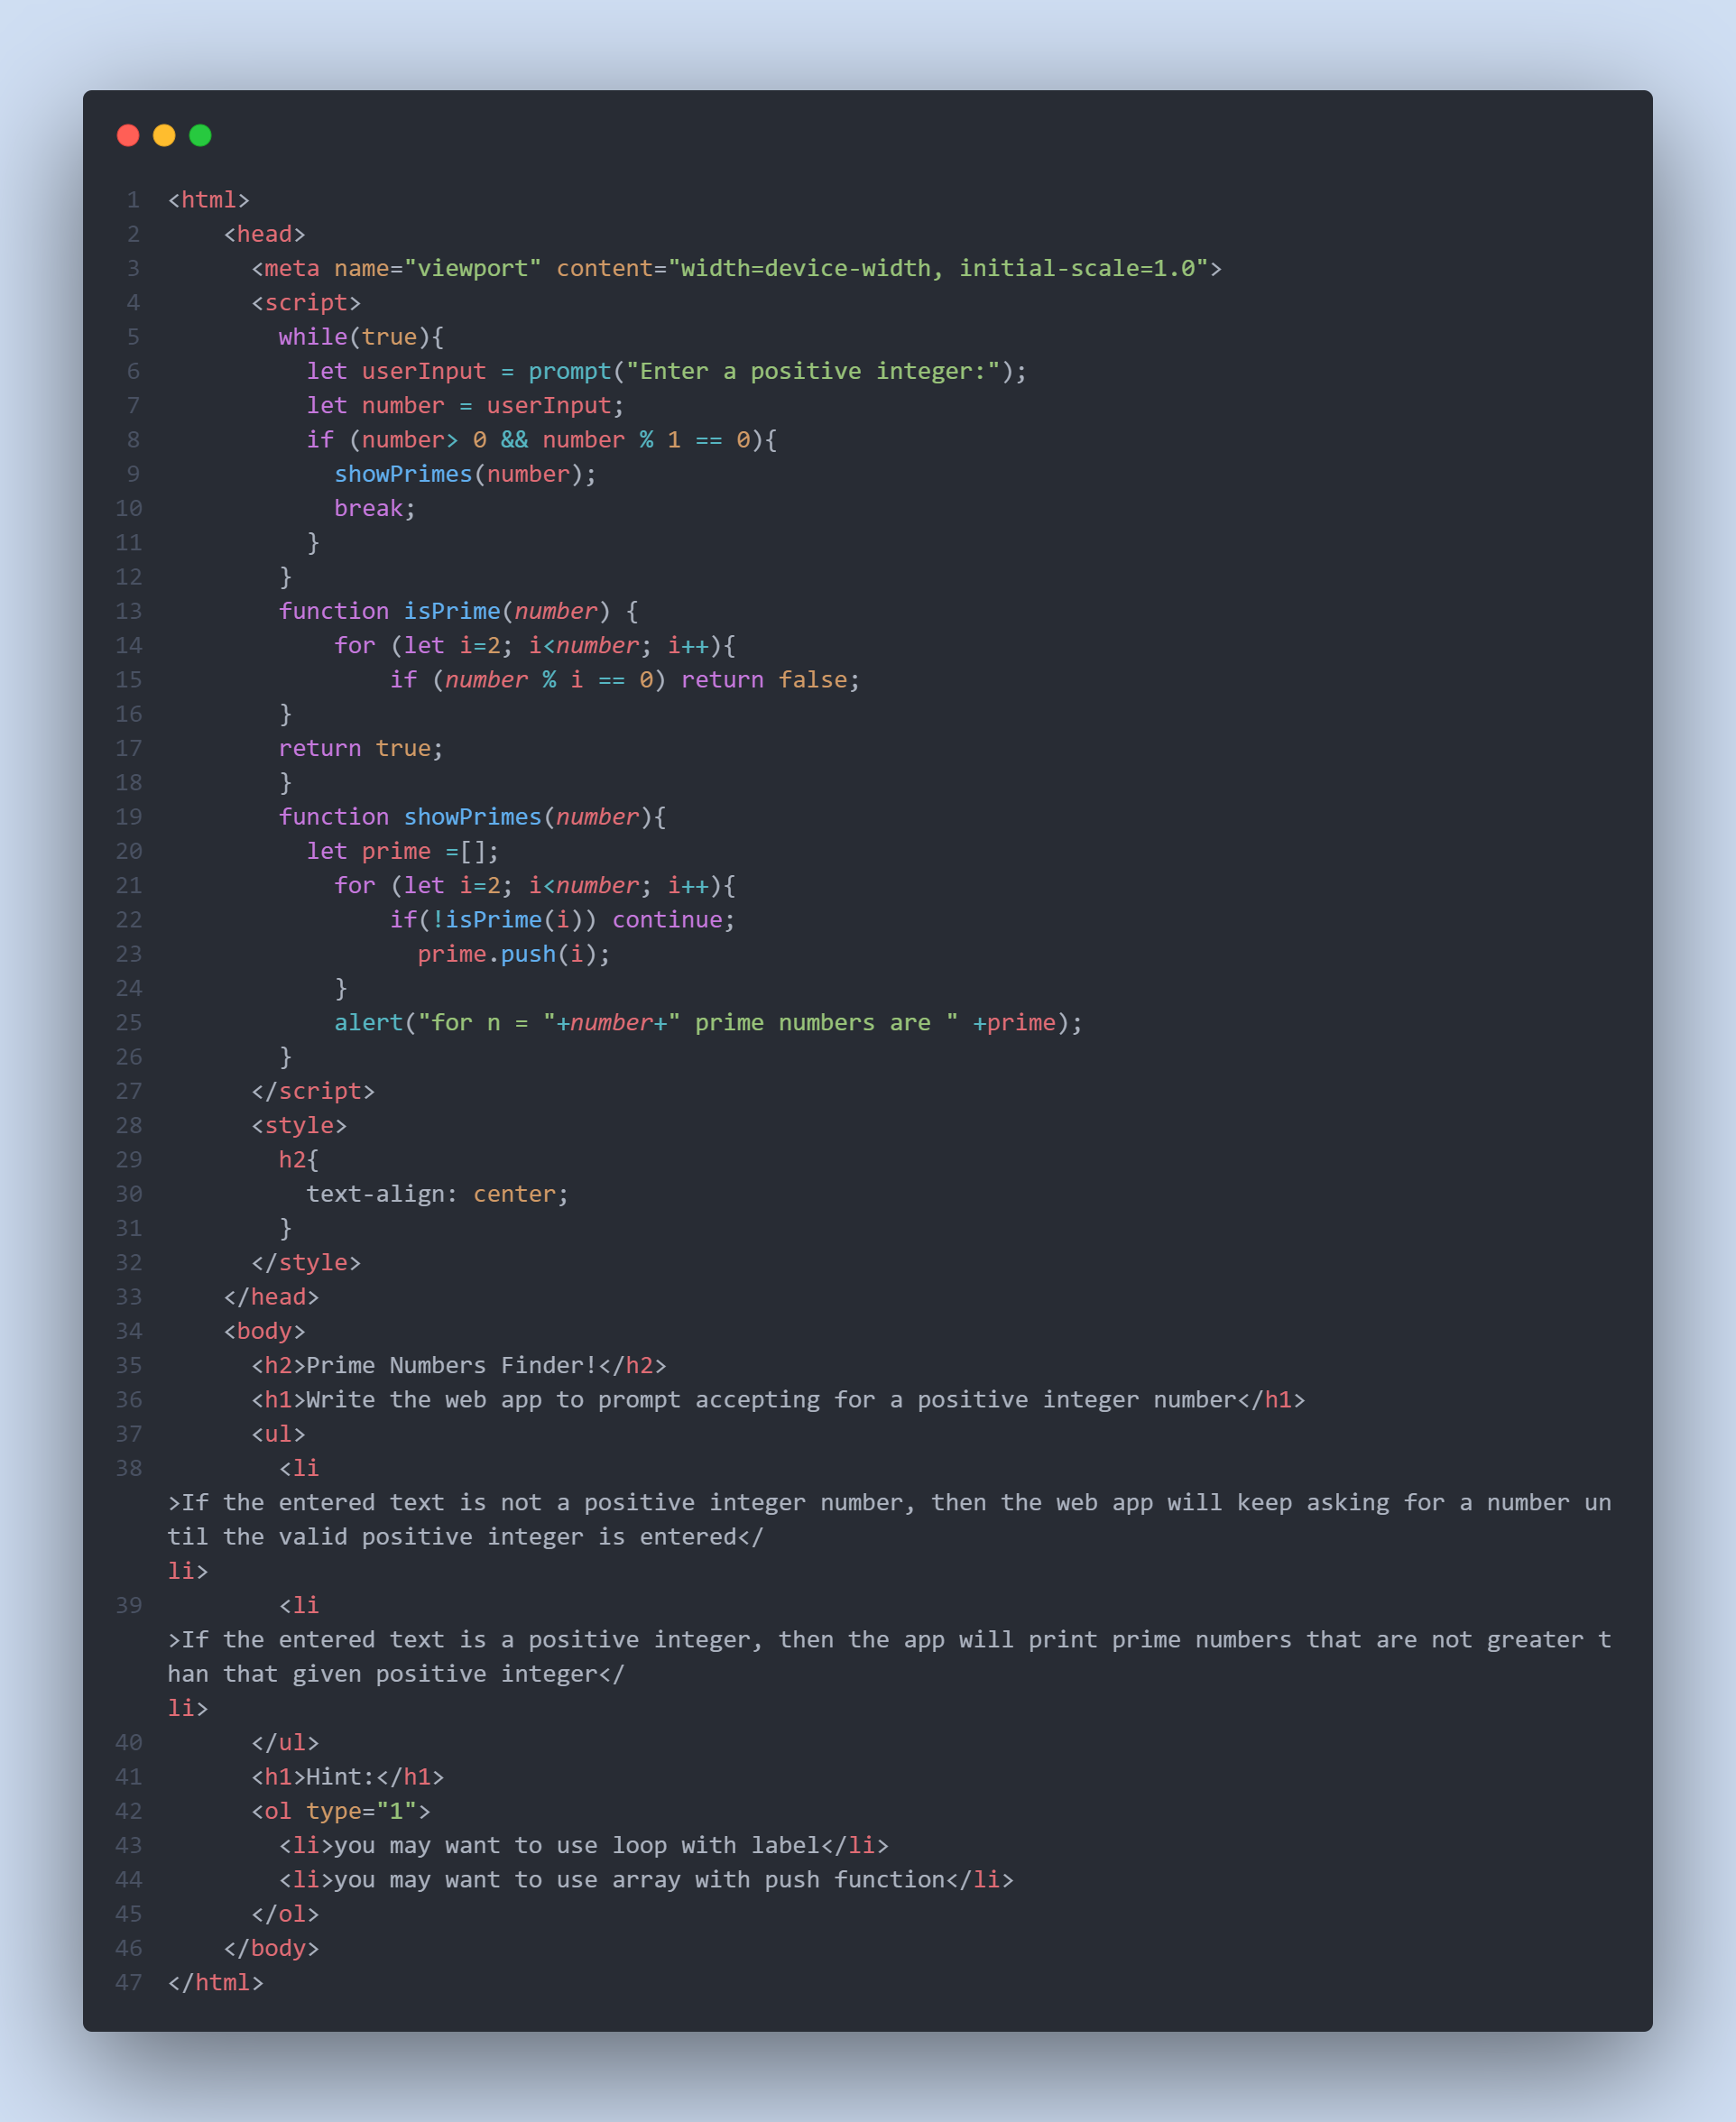 1 <html>
2     <head>
3       <meta name="viewport" content="width=device-width, initial-scale=1.0">
4       <script>
5         while(true){
6           let userInput = prompt("Enter a positive integer:");
7           let number = userInput;
8           if (number> 0 && number % 1 == 0){
9             showPrimes(number);
10             break;
11           }
12         }
13         function isPrime(number) {
14             for (let i=2; i<number; i++){
15                 if (number % i == 0) return false;
16         }
17         return true;
18         }
19         function showPrimes(number){
20           let prime =[];
21             for (let i=2; i<number; i++){
22                 if(!isPrime(i)) continue;
23                   prime.push(i);
24             }
25             alert("for n = "+number+" prime numbers are " +prime);
26         }
27       </script>
28       <style>
29         h2{
30           text-align: center;
31         }
32       </style>
33     </head>
34     <body>
35       <h2>Prime Numbers Finder!</h2>
36       <h1>Write the web app to prompt accepting for a positive integer number</h1>
37       <ul>
38         <li
>If the entered text is not a positive integer number, then the web app will keep asking for a number un
til the valid positive integer is entered</
li>
39         <li
>If the entered text is a positive integer, then the app will print prime numbers that are not greater t
han that given positive integer</
li>
40       </ul>
41       <h1>Hint:</h1>
42       <ol type="1">
43         <li>you may want to use loop with label</li>
44         <li>you may want to use array with push function</li>
45       </ol>
46     </body>
47 </html>